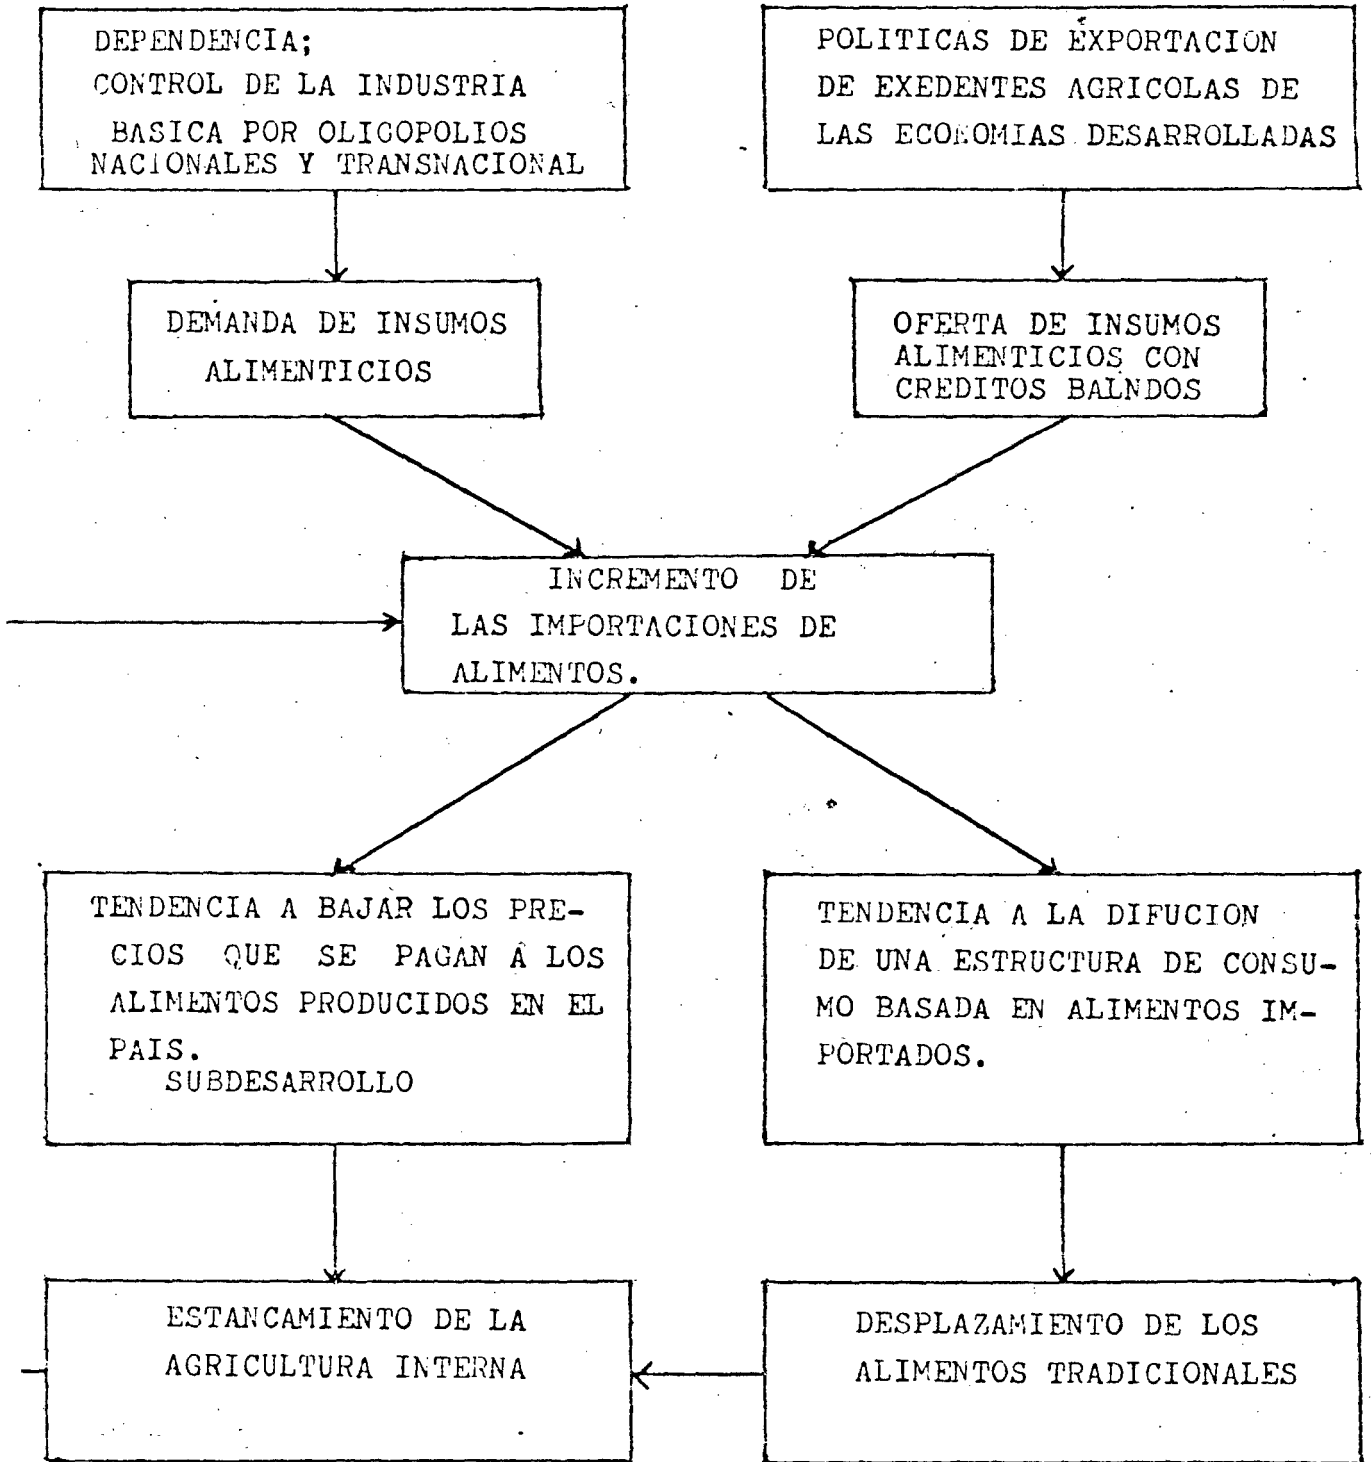 DEPENDENCIA;
CONTROL DE LA INDUSTRIA
BASICA POR OLIGOPOLIOS
NACIONALES Y TRANSNACIONAL
POLITICAS DE EXPORTACION
DE EXEDENTES AGRICOLAS DE
LAS ECONOMIAS DESARROLLADAS
DEMANDA DE INSUMOS
ALIMENTICIOS
OFERTA DE INSUMOS
ALIMENTICIOS CON
CREDITOS BALNDOS
INCREMENTO DE
LAS IMPORTACIONES DE
ALIMENTOS.
TENDENCIA A BAJAR LOS PRE-
CIOS QUE SE PAGAN A LOS
ALIMENTOS PRODUCIDOS EN EL
PAIS.
SUBDESARROLLO
TENDENCIA A LA DIFUCION
DE UNA ESTRUCTURA DE CONSU-
MO BASADA EN ALIMENTOS IM-
PORTADOS.
ESTANCAMIENTO DE LA
AGRICULTURA INTERNA
DESPLAZAMIENTO DE LOS
ALIMENTOS TRADICIONALES